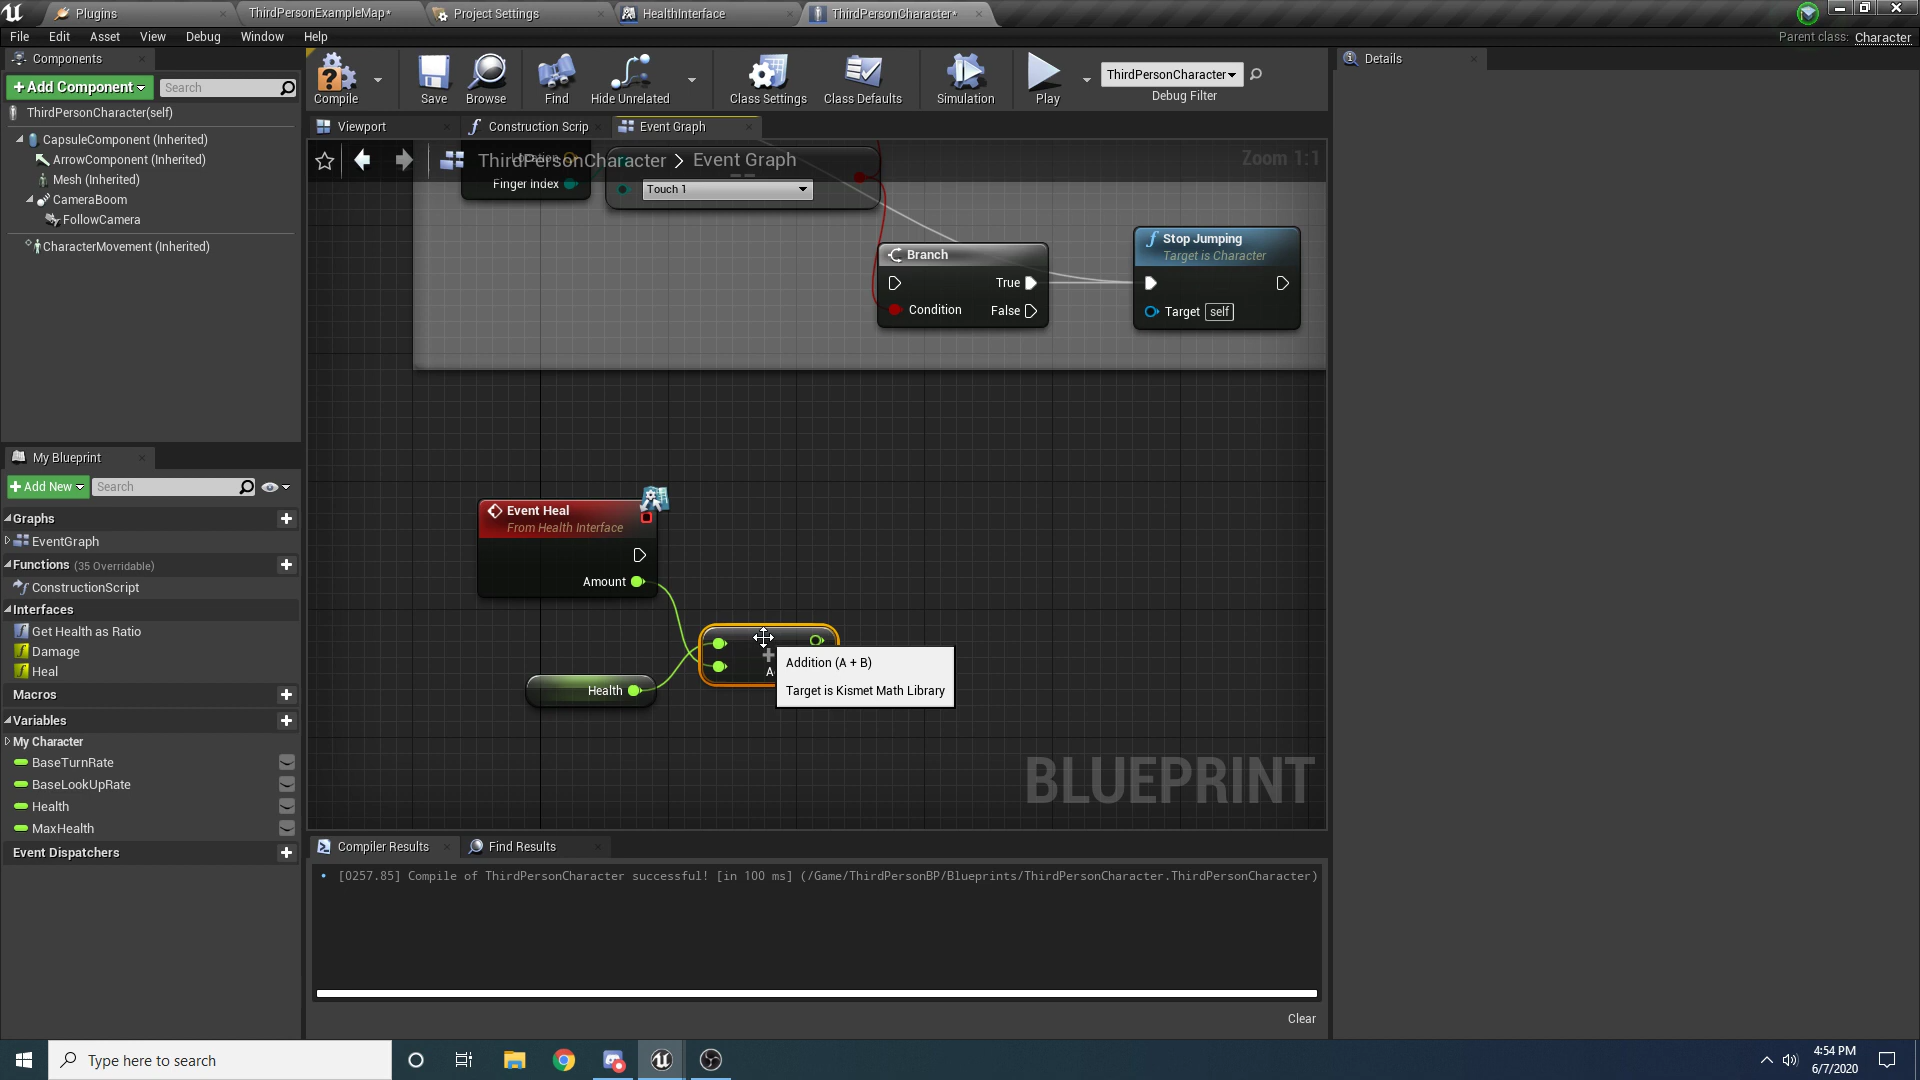 Plugins
ThirdPersonExampleMap*
Project Settings
HealthInterface
ThirdPersonCharacter*
File Edit Asset View Debug Window Help
Parent class: Character
Components
+Add Component
Search
ThirdPersonCharacter(self)
CapsuleComponent (Inherited)
ArrowComponent (Inherited)
Mesh (Inherited)
CameraBoom
FollowCamera
CharacterMovement (Inherited)
My Blueprint
+Add New
Search
Graphs
EventGraph
Functions (35 Overridable)
ConstructionScript
Interfaces
Get Health as Ratio
Damage
Heal
Macros
Variables
My Character
BaseTurnRate
BaseLookUpRate
Health
MaxHealth
Event Dispatchers
Compile
Save
Browse
Find
Hide Unrelated
Class Settings
Class Defaults
Simulation
Play
ThirdPersonCharacter
Debug Filter
Viewport
Construction Scrip
Event Graph
ThirdPersonCharacter > Event Graph
Zoom 1:1
Location
Finger Index
Touch 1
Branch
True
Condition
False
Stop Jumping
Target is Character
Target self
Event Heal
From Health Interface
Amount
Health
Addition (A + B)
Target is Kismet Math Library
BLUEPRINT
Compiler Results
Find Results
• [0257.85] Compile of ThirdPersonCharacter successful! [in 100 ms] (/Game/ThirdPersonBP/Blueprints/ThirdPersonCharacter.ThirdPersonCharacter)
Clear
Details
Type here to search
4:54 PM
6/7/2020